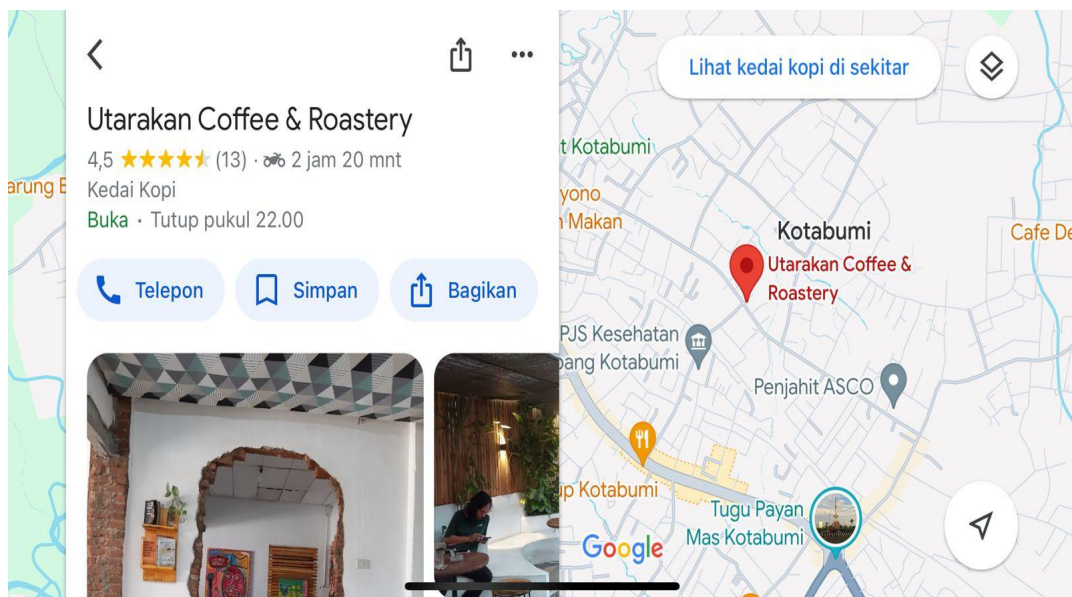 Utarakan Coffee & Roastery
4,5 (13) · 2 jam 20 mnt
Kedai Kopi
Buka · Tutup pukul 22.00
Telepon
Simpan
Bagikan
arung
Lihat kedai kopi di sekitar
t Kotabumi
yono
Makan
Kotabumi
Utarakan Coffee &
Roastery
Cafe De
PJS Kesehatan
bang Kotabumi
Penjahit ASCO
up Kotabumi
Tugu Payan
Mas Kotabumi
Google